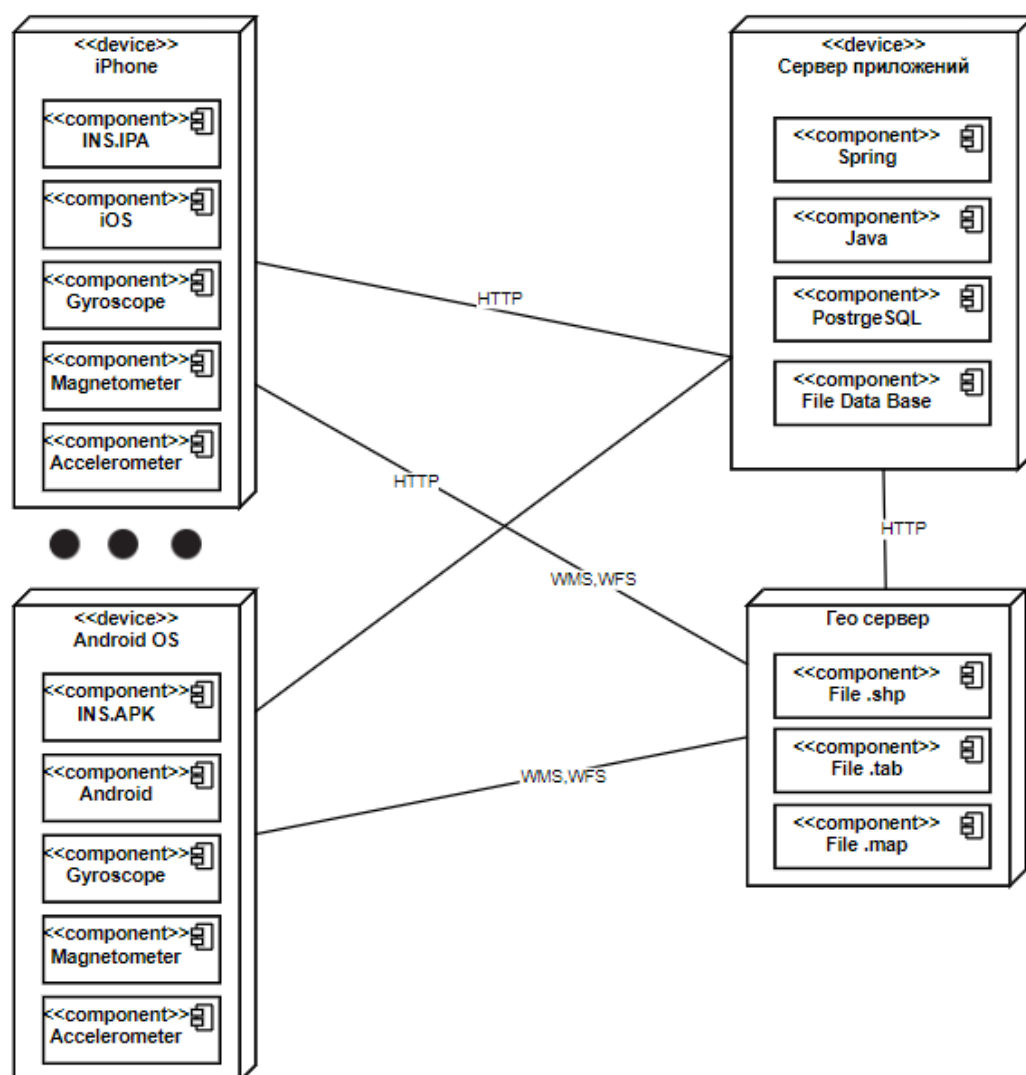 <<device>>
iPhone
<<component>>
INS.IPA
<<component>>
iOS
<<component>>
Gyroscope
<<component>>
Magnetometer
<<component>>
Accelerometer
<<device>>
Сервер приложений
<<component>>
Spring
<<component>>
Java
<<component>>
PostrgeSQL
<<component>>
File Data Base
HTTP
HTTP
HTTP
WMS,WFS
WMS,WFS
<<device>>
Android OS
<<component>>
INS.APK
<<component>>
Android
<<component>>
Gyroscope
<<component>>
Magnetometer
<<component>>
Accelerometer
Гео сервер
<<component>>
File .shp
<<component>>
File .tab
<<component>>
File .map